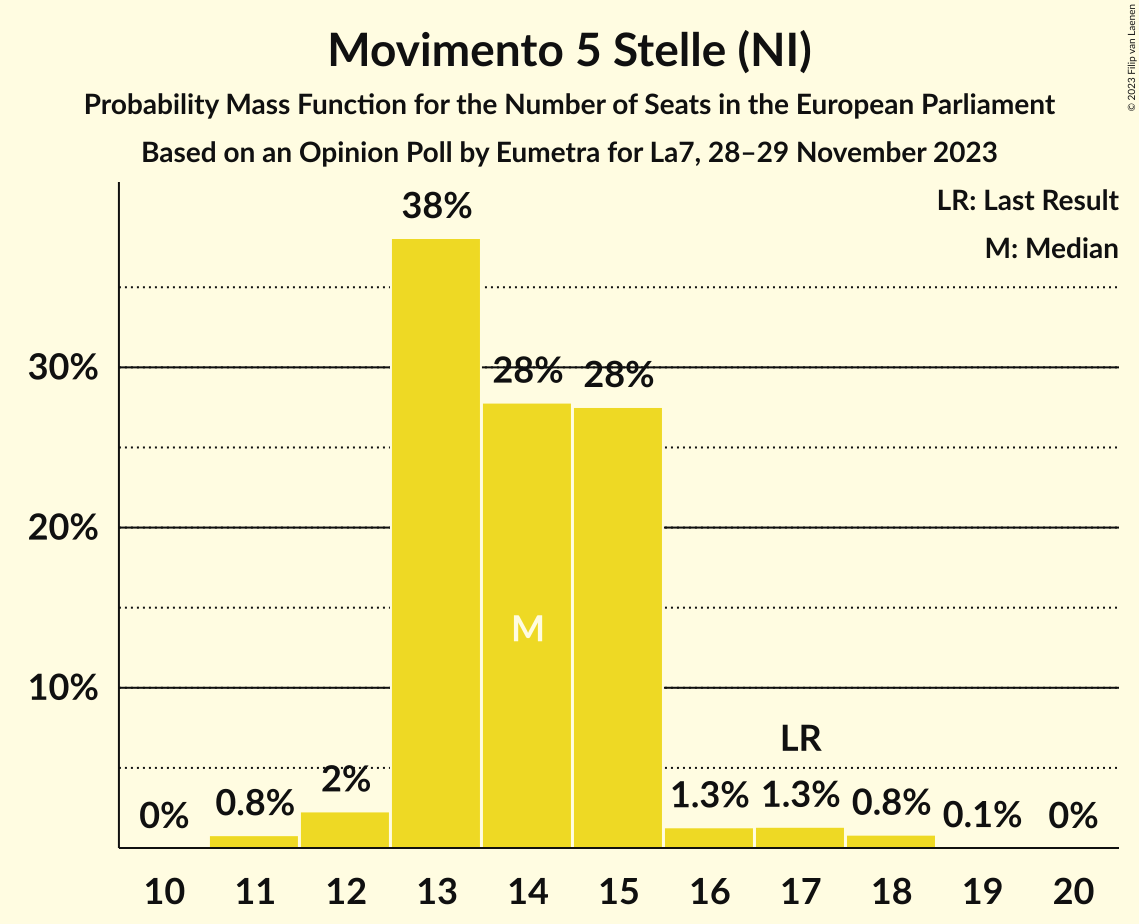 Movimento 5 Stelle (NI)
Probability Mass Function for the Number of Seats in the European Parliament
Based on an Opinion Poll by Eumetra for La7, 28–29 November 2023
© 2023 Filip van Laenen
LR: Last Result
M: Median
30%
20%
10%
0%
0.8%
2%
38%
28%
28%
1.3%
1.3%
0.8%
0.1%
0%
M
LR
10 11 12 13 14 15 16 17 18 19 20